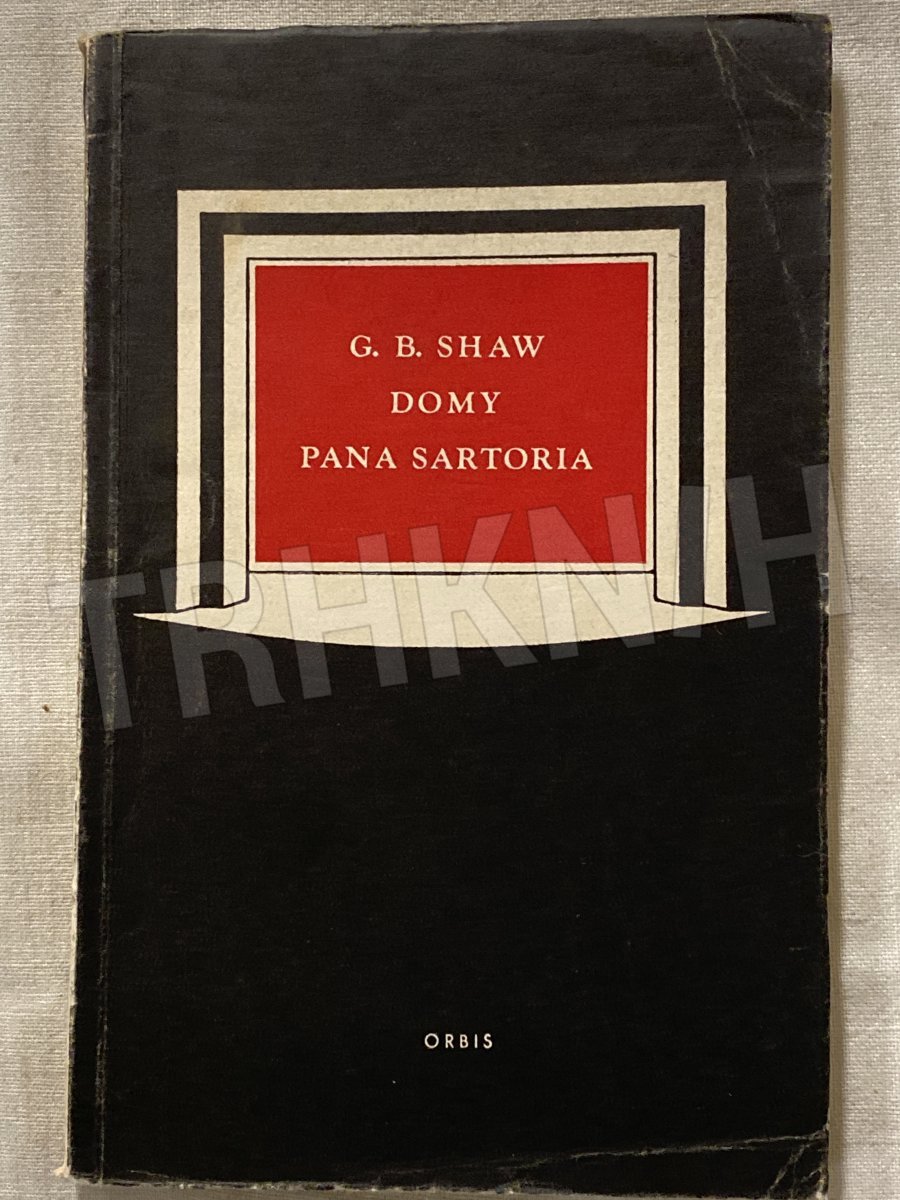 G. B. SHAW
DOMY
PANA SARTORIA
TRHKNIH
ORBIS